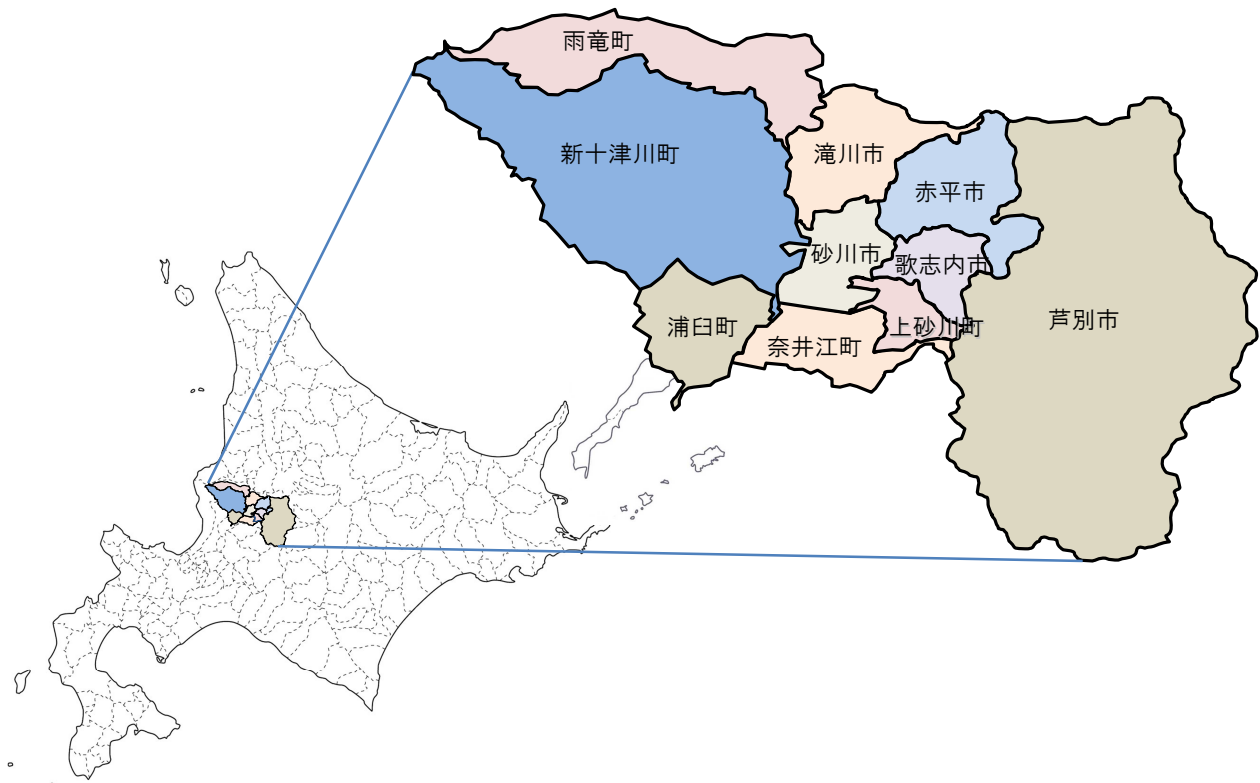 雨竜町
新十津川町
滝川市
赤平市
砂川市
歌志内市
浦臼町
奈井江町
上砂川町
芦別市